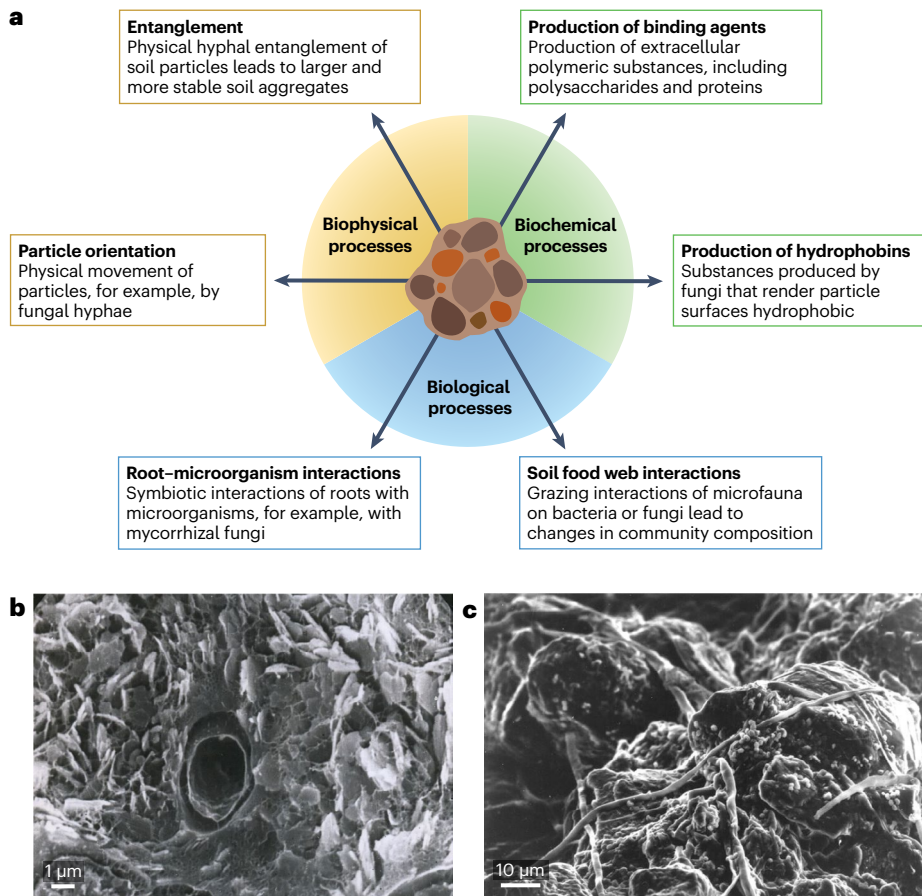 a
Entanglement
Physical hyphal entanglement of
soil particles leads to larger and
more stable soil aggregates
Production of binding agents
Production of extracellular
polymeric substances, including
polysaccharides and proteins
Biophysical
processes
Biochemical
processes
Particle orientation
Physical movement of
particles, for example, by
fungal hyphae
Production of hydrophobins
Substances produced by
fungi that render particle
surfaces hydrophobic
Biological
processes
Root–microorganism interactions
Symbiotic interactions of roots with
microorganisms, for example, with
mycorrhizal fungi
Soil food web interactions
Grazing interactions of microfauna
on bacteria or fungi lead to
changes in community composition
b
1 µm
c
10 µm